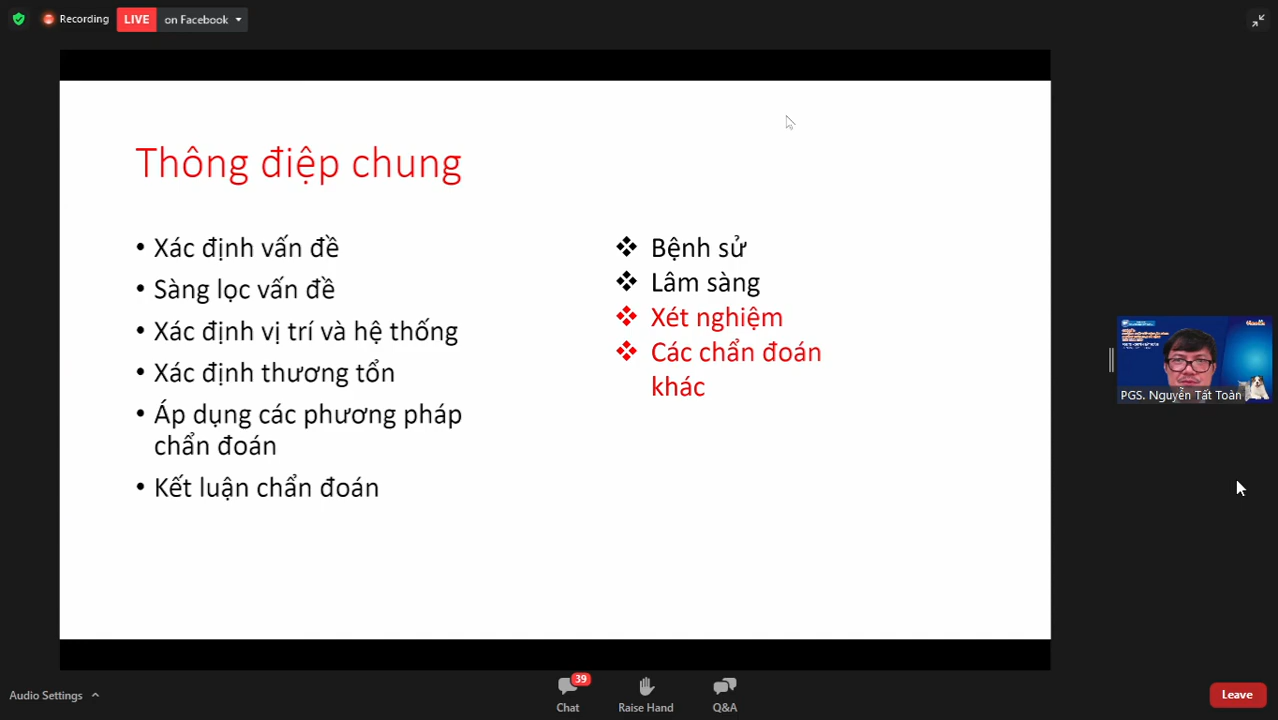 Recording
LIVE on Facebook
Thông điệp chung
• Xác định vấn đề
• Sàng lọc vấn đề
• Xác định vị trí và hệ thống
• Xác định thương tổn
• Áp dụng các phương pháp
chẩn đoán
• Kết luận chẩn đoán
❖ Bệnh sử
❖ Lâm sàng
❖ Xét nghiệm
❖ Các chẩn đoán
khác
PGS. Nguyễn Tất Toàn
Audio Settings
39
Chat
Raise Hand
Q&A
Leave